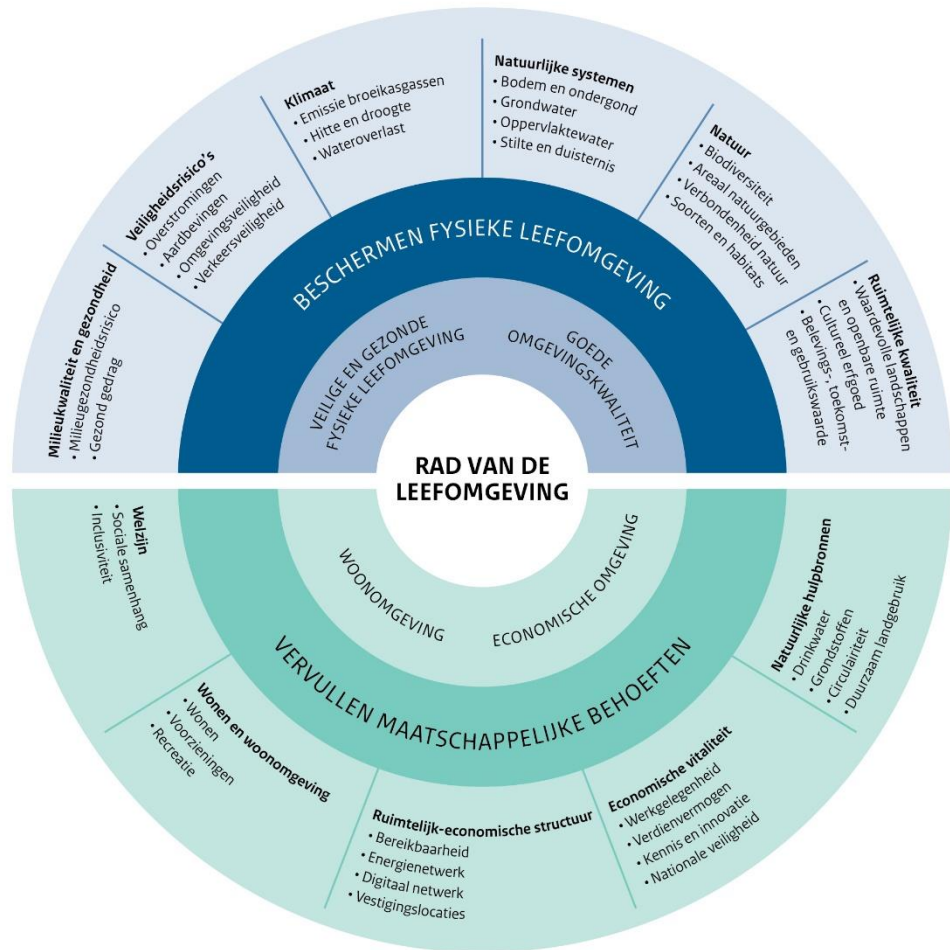 Klimaat
• Emissie broeikasgassen
• Hitte en droogte
• Wateroverlast
Natuurlijke systemen
• Bodem en ondergond
• Grondwater
• Oppervlaktewater
• Stilte en duisternis
Natuur
• Biodiversiteit
• Areaal natuurgebieden
• Verbondenheid natuur
• Soorten en habitats
Veiligheidsrisico's
• Overstromingen
• Aardbevingen
• Omgevingsveiligheid
• Verkeersveiligheid
Milieukwaliteit en gezondheid
• Milieugezondheidsrisico
• Gezond gedrag
Ruimtelijke kwaliteit
• Waardevolle landschappen
en openbare ruimte
• Cultureel erfgoed
• Belevings-, toekomst-
en gebruikswaarde
BESCHERMEN FYSIEKE LEEFOMGEVING
VEILIGE EN GEZONDE
FYSIEKE LEEFOMGEVING
GOEDE
OMGEVINGSKWALITEIT
RAD VAN DE
LEEFOMGEVING
WOONOMGEVING
ECONOMISCHE OMGEVING
VERVULLEN MAATSCHAPPELIJKE BEHOEFTEN
Welzijn
• Sociale samenhang
• Inclusiviteit
Wonen en woonomgeving
• Wonen
• Voorzieningen
• Recreatie
Ruimtelijk-economische structuur
• Bereikbaarheid
• Energienetwerk
• Digitaal netwerk
• Vestigingslocaties
Economische vitaliteit
• Werkgelegenheid
• Verdienvermogen
• Kennis en innovatie
• Nationale veiligheid
Natuurlijke hulpbronnen
• Drinkwater
• Grondstoffen
• Circulairiteit
• Duurzaam landgebruik